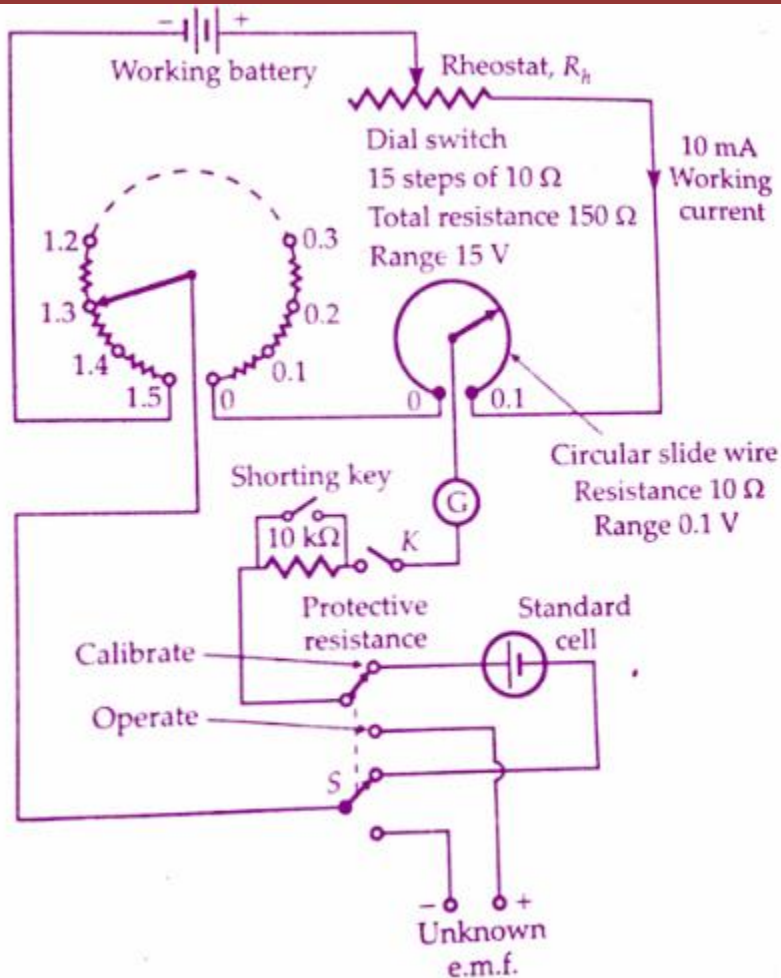 − +
Working battery
Rheostat, R_h
Dial switch
15 steps of 10 Ω
Total resistance 150 Ω
Range 15 V
10 mA
Working
current
1.2
1.3
1.4
1.5
0
0.1
0.2
0.3
0
0.1
Circular slide wire
Resistance 10 Ω
Range 0.1 V
Shorting key
10 kΩ
K
G
Protective
resistance
Standard
cell
Calibrate
Operate
S
− +
Unknown
e.m.f.